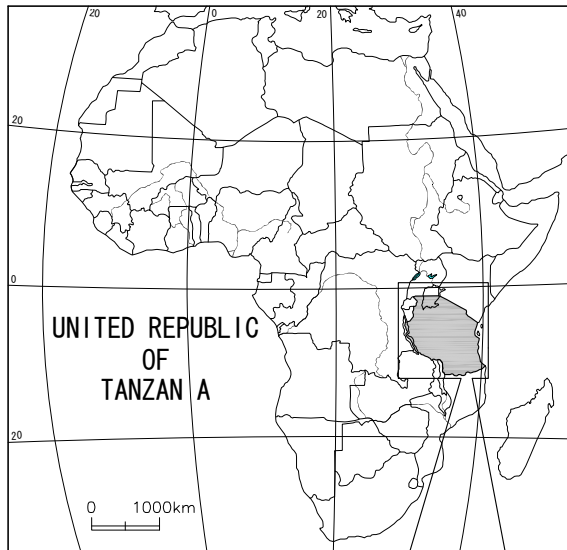 20 0 20 40
20
0
UNITED REPUBLIC
OF
TANZAN A
20
0 1000km